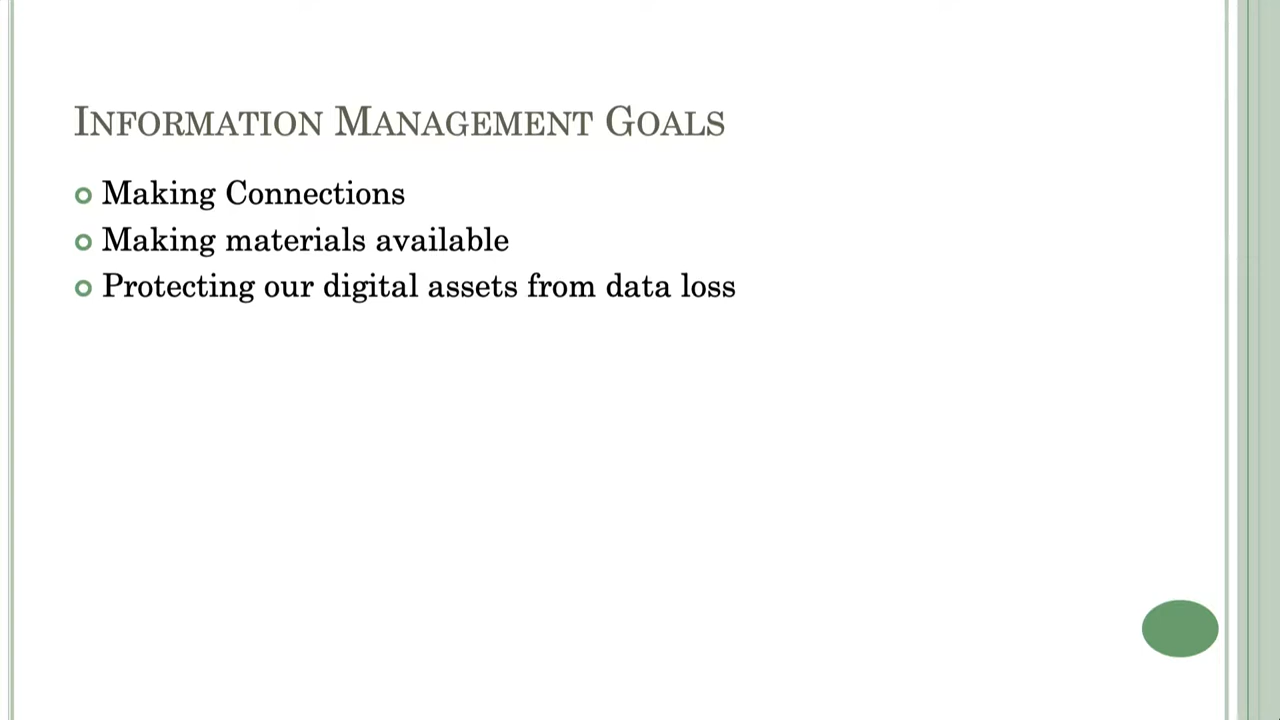 Information Management Goals
Making Connections
Making materials available
Protecting our digital assets from data loss